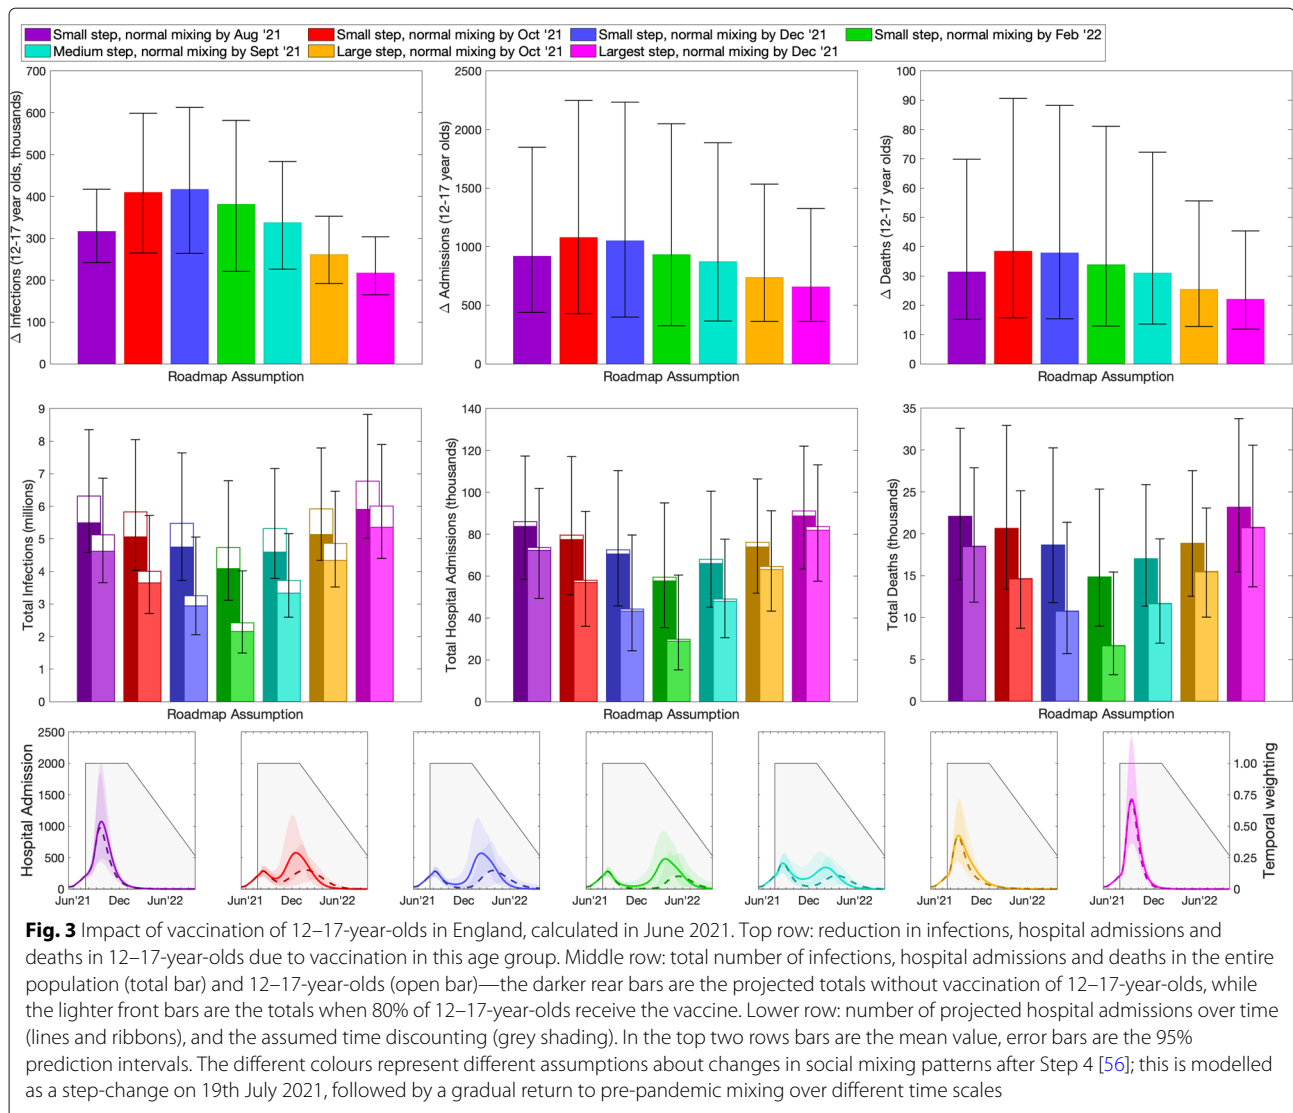 Small step, normal mixing by Aug '21
Small step, normal mixing by Oct '21
Small step, normal mixing by Dec '21
Small step, normal mixing by Feb '22
Medium step, normal mixing by Sept '21
Large step, normal mixing by Oct '21
Largest step, normal mixing by Dec '21
Δ Infections (12-17 year olds, thousands)
700
600
500
400
300
200
100
0
Roadmap Assumption
Δ Admissions (12-17 year olds)
2500
2000
1500
1000
500
0
Roadmap Assumption
Δ Deaths (12-17 year olds)
100
90
80
70
60
50
40
30
20
10
0
Roadmap Assumption
Total Infections (millions)
9
8
7
6
5
4
3
2
1
0
Roadmap Assumption
Total Hospital Admissions (thousands)
140
120
100
80
60
40
20
0
Roadmap Assumption
Total Deaths (thousands)
35
30
25
20
15
10
5
0
Roadmap Assumption
Hospital Admission
2500
2000
1500
1000
500
0
Jun'21 Dec Jun'22
Jun'21 Dec Jun'22
Jun'21 Dec Jun'22
Jun'21 Dec Jun'22
Jun'21 Dec Jun'22
Jun'21 Dec Jun'22
Jun'21 Dec Jun'22
1.00
0.75
0.50
0.25
0
Temporal weighting
Fig. 3 Impact of vaccination of 12–17-year-olds in England, calculated in June 2021. Top row: reduction in infections, hospital admissions and
deaths in 12–17-year-olds due to vaccination in this age group. Middle row: total number of infections, hospital admissions and deaths in the entire
population (total bar) and 12–17-year-olds (open bar)—the darker rear bars are the projected totals without vaccination of 12–17-year-olds, while
the lighter front bars are the totals when 80% of 12–17-year-olds receive the vaccine. Lower row: number of projected hospital admissions over time
(lines and ribbons), and the assumed time discounting (grey shading). In the top two rows bars are the mean value, error bars are the 95%
prediction intervals. The different colours represent different assumptions about changes in social mixing patterns after Step 4 [56]; this is modelled
as a step-change on 19th July 2021, followed by a gradual return to pre-pandemic mixing over different time scales